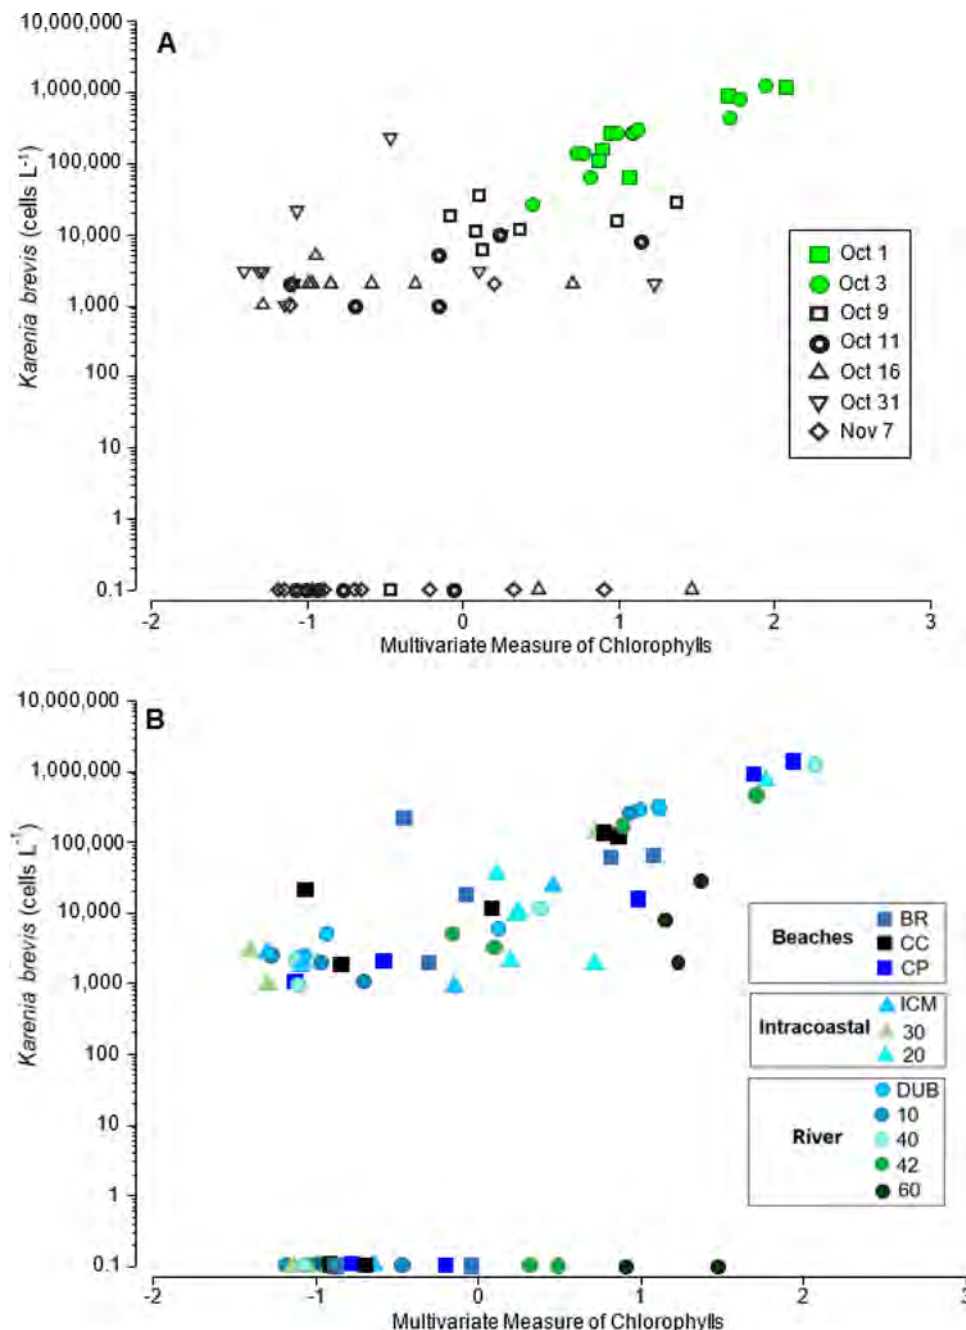 A
10,000,000
1,000,000
100,000
10,000
1,000
100
10
1
0.1
Karenia brevis (cells L⁻¹)
-2 -1 0 1 2 3
Multivariate Measure of Chlorophylls
Oct 1
Oct 3
Oct 9
Oct 11
Oct 16
Oct 31
Nov 7
B
10,000,000
1,000,000
100,000
10,000
1,000
100
10
1
0.1
Karenia brevis (cells L⁻¹)
-2 -1 0 1 2 3
Multivariate Measure of Chlorophylls
Beaches
BR
CC
CP
Intracoastal
ICM
30
20
River
DUB
10
40
42
60